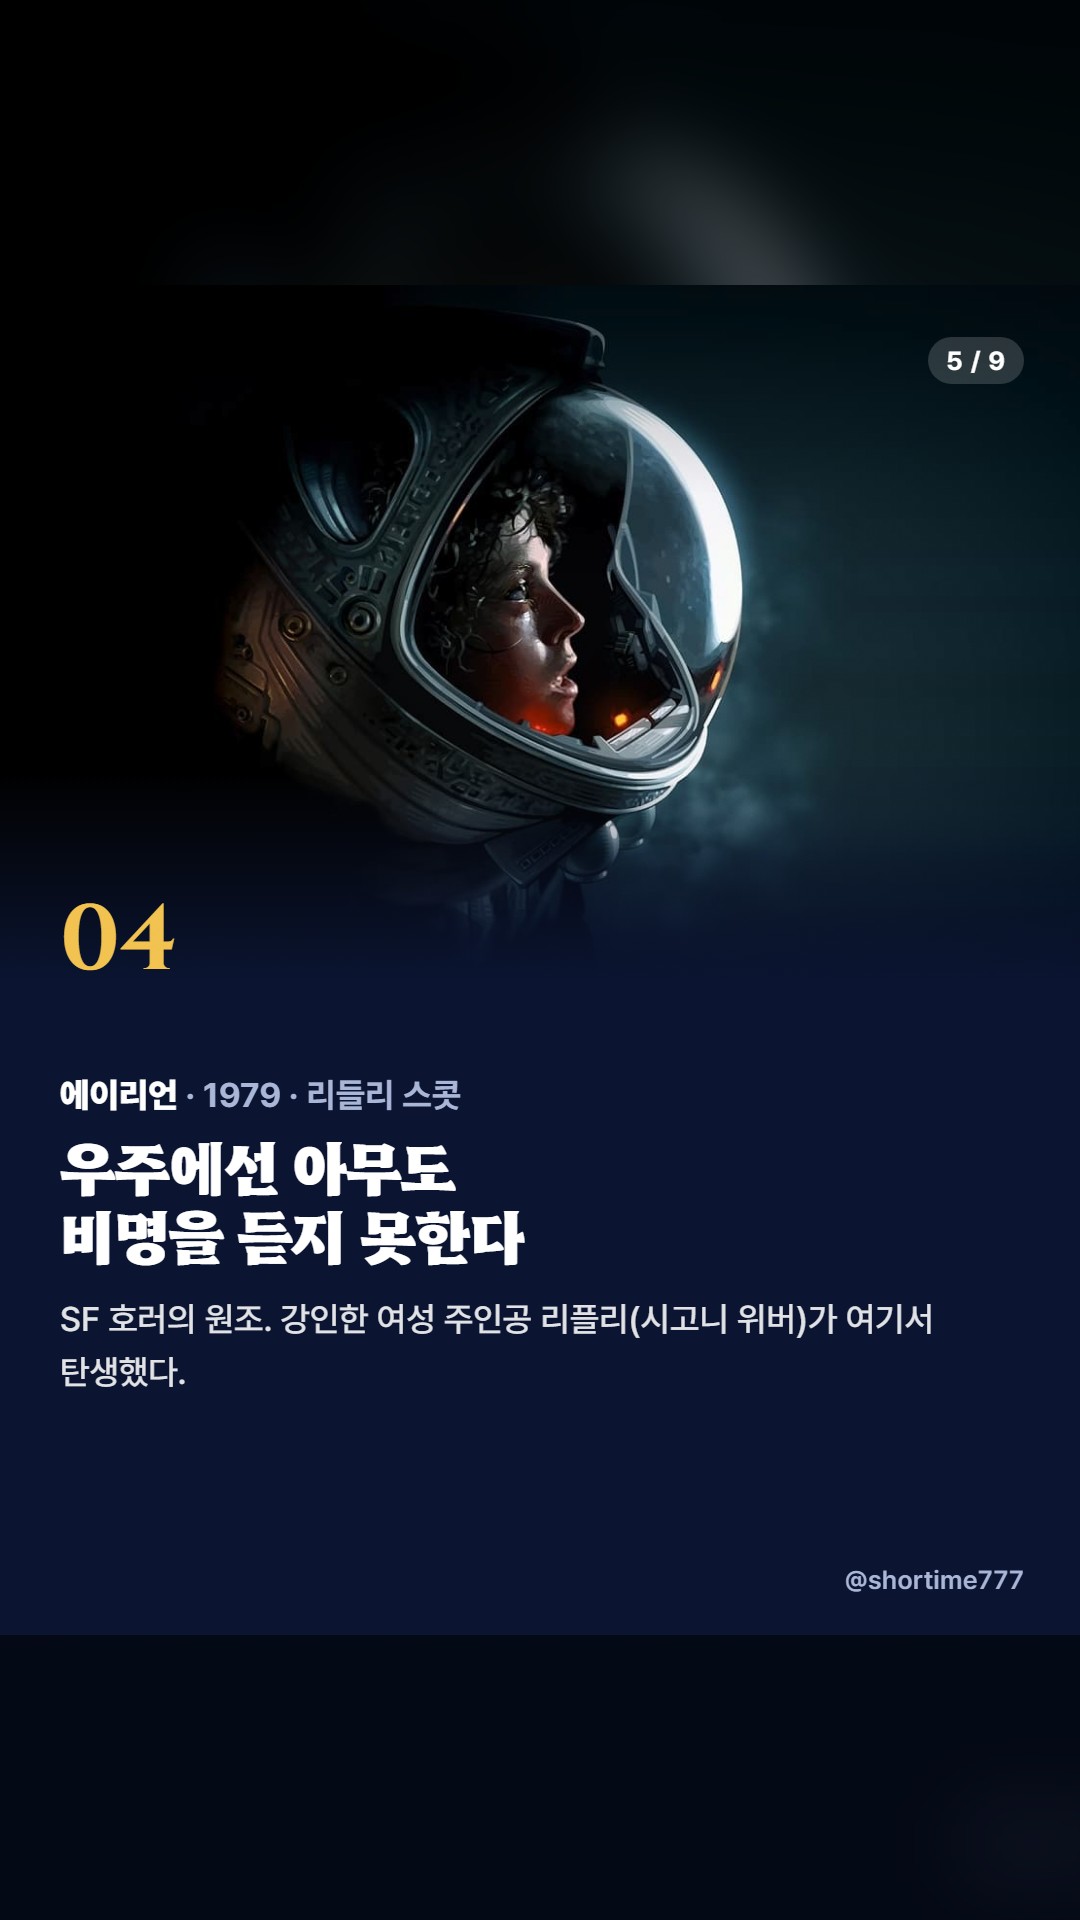 5 / 9
04
에이리언 · 1979 · 리들리 스콧
우주에선 아무도
비명을 듣지 못한다
SF 호러의 원조. 강인한 여성 주인공 리플리(시고니 위버)가 여기서
탄생했다.
@shortime777